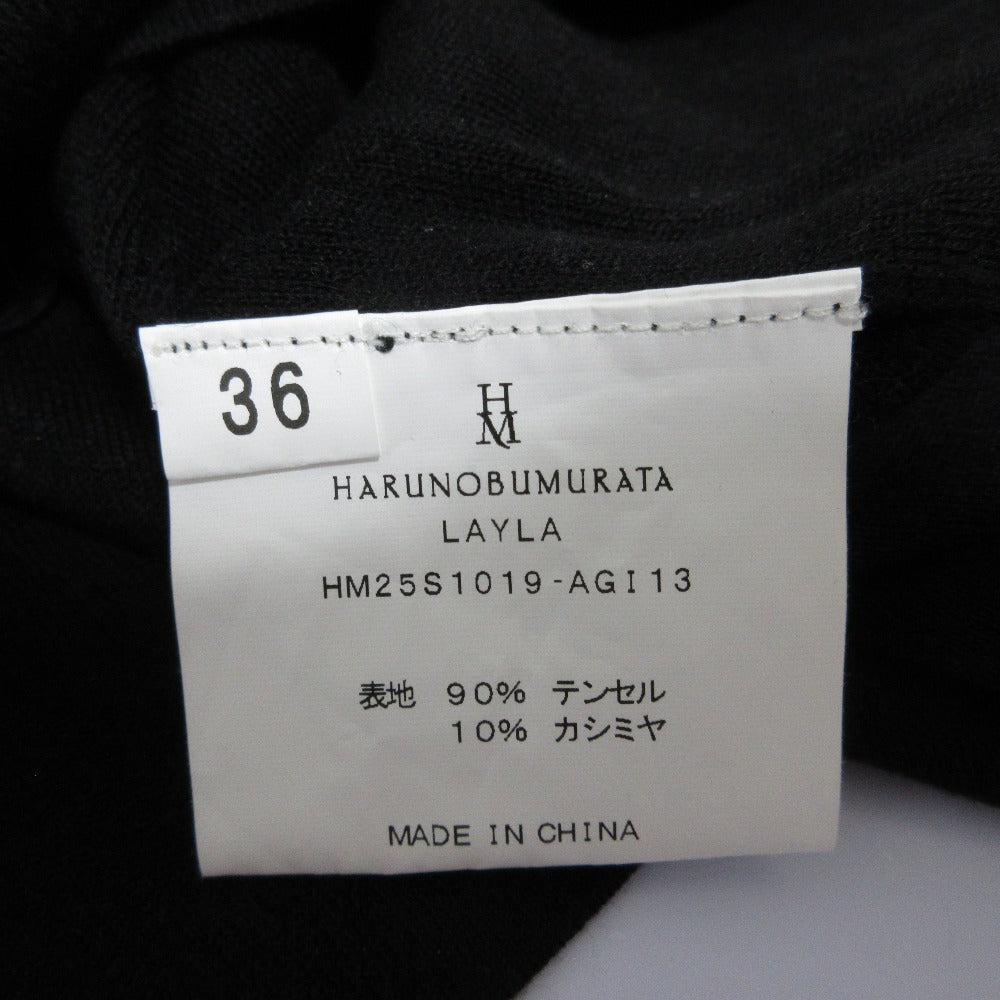 36
HM
HARUNOBUMURATA
LAYLA
HM25S1019-AGI13
表地 90% テンセル
10% カシミヤ
MADE IN CHINA